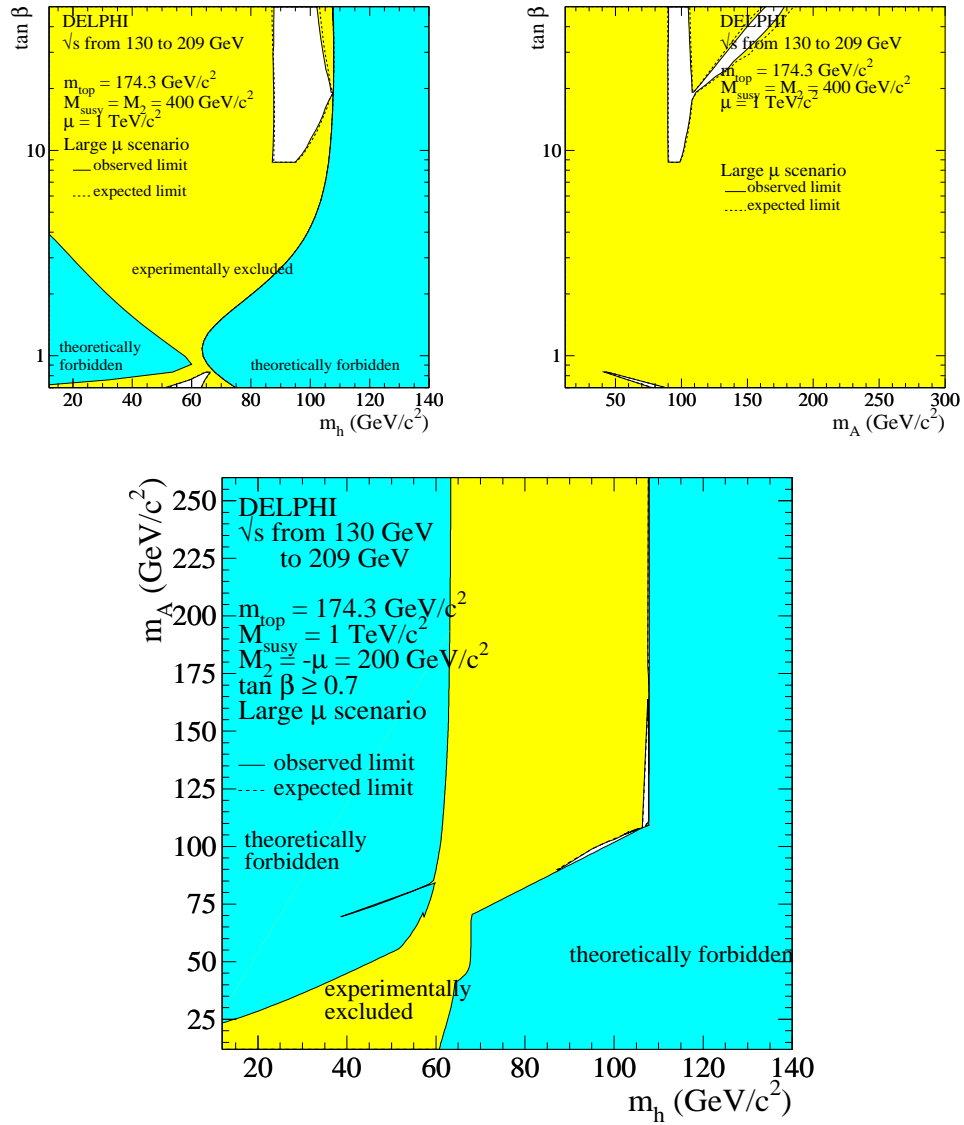 tan β
DELPHI
√s from 130 to 209 GeV
m_top = 174.3 GeV/c²
M_susy = M₂ = 400 GeV/c²
μ = 1 TeV/c²
Large μ scenario
observed limit
expected limit
experimentally excluded
theoretically
forbidden
theoretically forbidden
10
1
20 40 60 80 100 120 140
m_h (GeV/c²)
tan β
DELPHI
√s from 130 to 209 GeV
m_top = 174.3 GeV/c²
M_susy = M₂ = 400 GeV/c²
μ = 1 TeV/c²
Large μ scenario
observed limit
expected limit
10
1
50 100 150 200 250 300
m_A (GeV/c²)
m_A (GeV/c²)
250
225
200
175
150
125
100
75
50
25
DELPHI
√s from 130 GeV
to 209 GeV
m_top = 174.3 GeV/c²
M_susy = 1 TeV/c²
M₂ = -μ = 200 GeV/c²
tan β ≥ 0.7
Large μ scenario
observed limit
expected limit
theoretically
forbidden
theoretically forbidden
experimentally
excluded
20 40 60 80 100 120 140
m_h (GeV/c²)